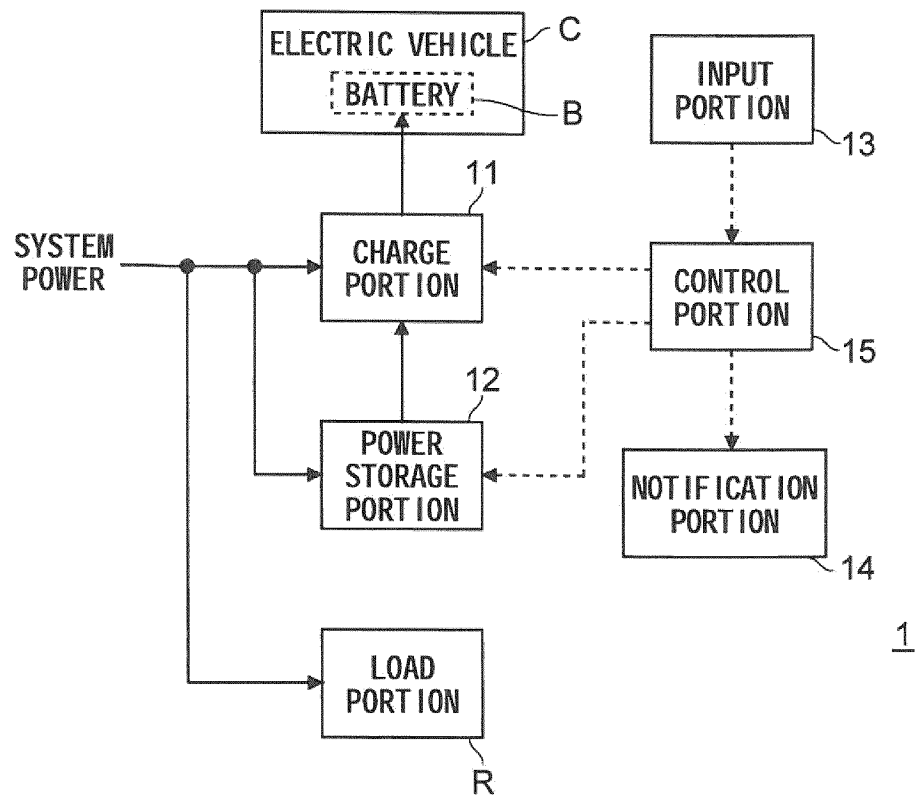 ELECTRIC VEHICLE
C
BATTERY
B
INPUT
PORTION
13
11
SYSTEM
POWER
CHARGE
PORTION
CONTROL
PORTION
15
12
POWER
STORAGE
PORTION
NOTIFICATION
PORTION
14
1
LOAD
PORTION
R